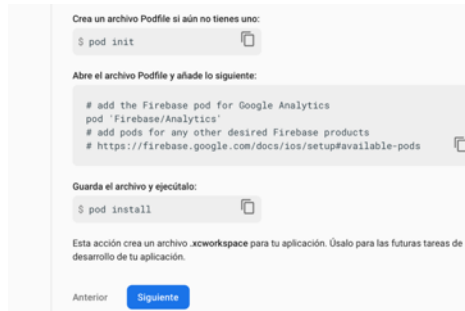 Crea un archivo Podfile si aún no tienes uno:
$ pod init
Abre el archivo Podfile y añade lo siguiente:
# add the Firebase pod for Google Analytics
pod 'Firebase/Analytics'
# add pods for any other desired Firebase products
# https://firebase.google.com/docs/ios/setup#available-pods
Guarda el archivo y ejecútalo:
$ pod install
Esta acción crea un archivo .xcworkspace para tu aplicación. Úsalo para las futuras tareas de
desarrollo de tu aplicación.
Anterior Siguiente